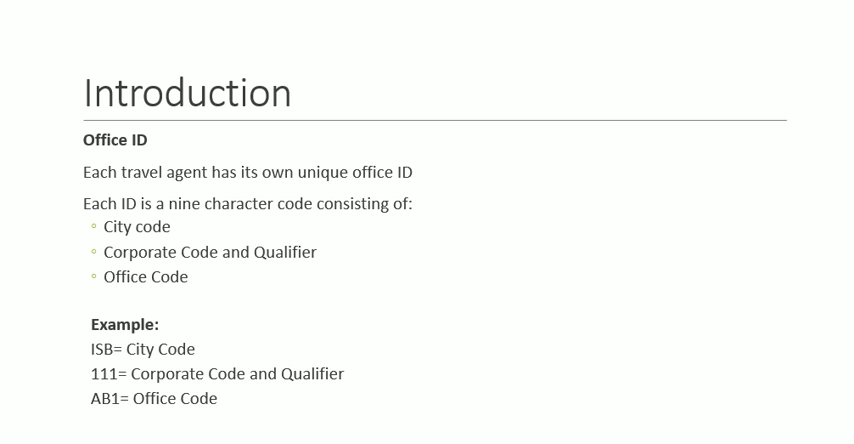 Introduction
Office ID
Each travel agent has its own unique office ID
Each ID is a nine character code consisting of:
City code
Corporate Code and Qualifier
Office Code
Example:
ISB= City Code
111= Corporate Code and Qualifier
AB1= Office Code